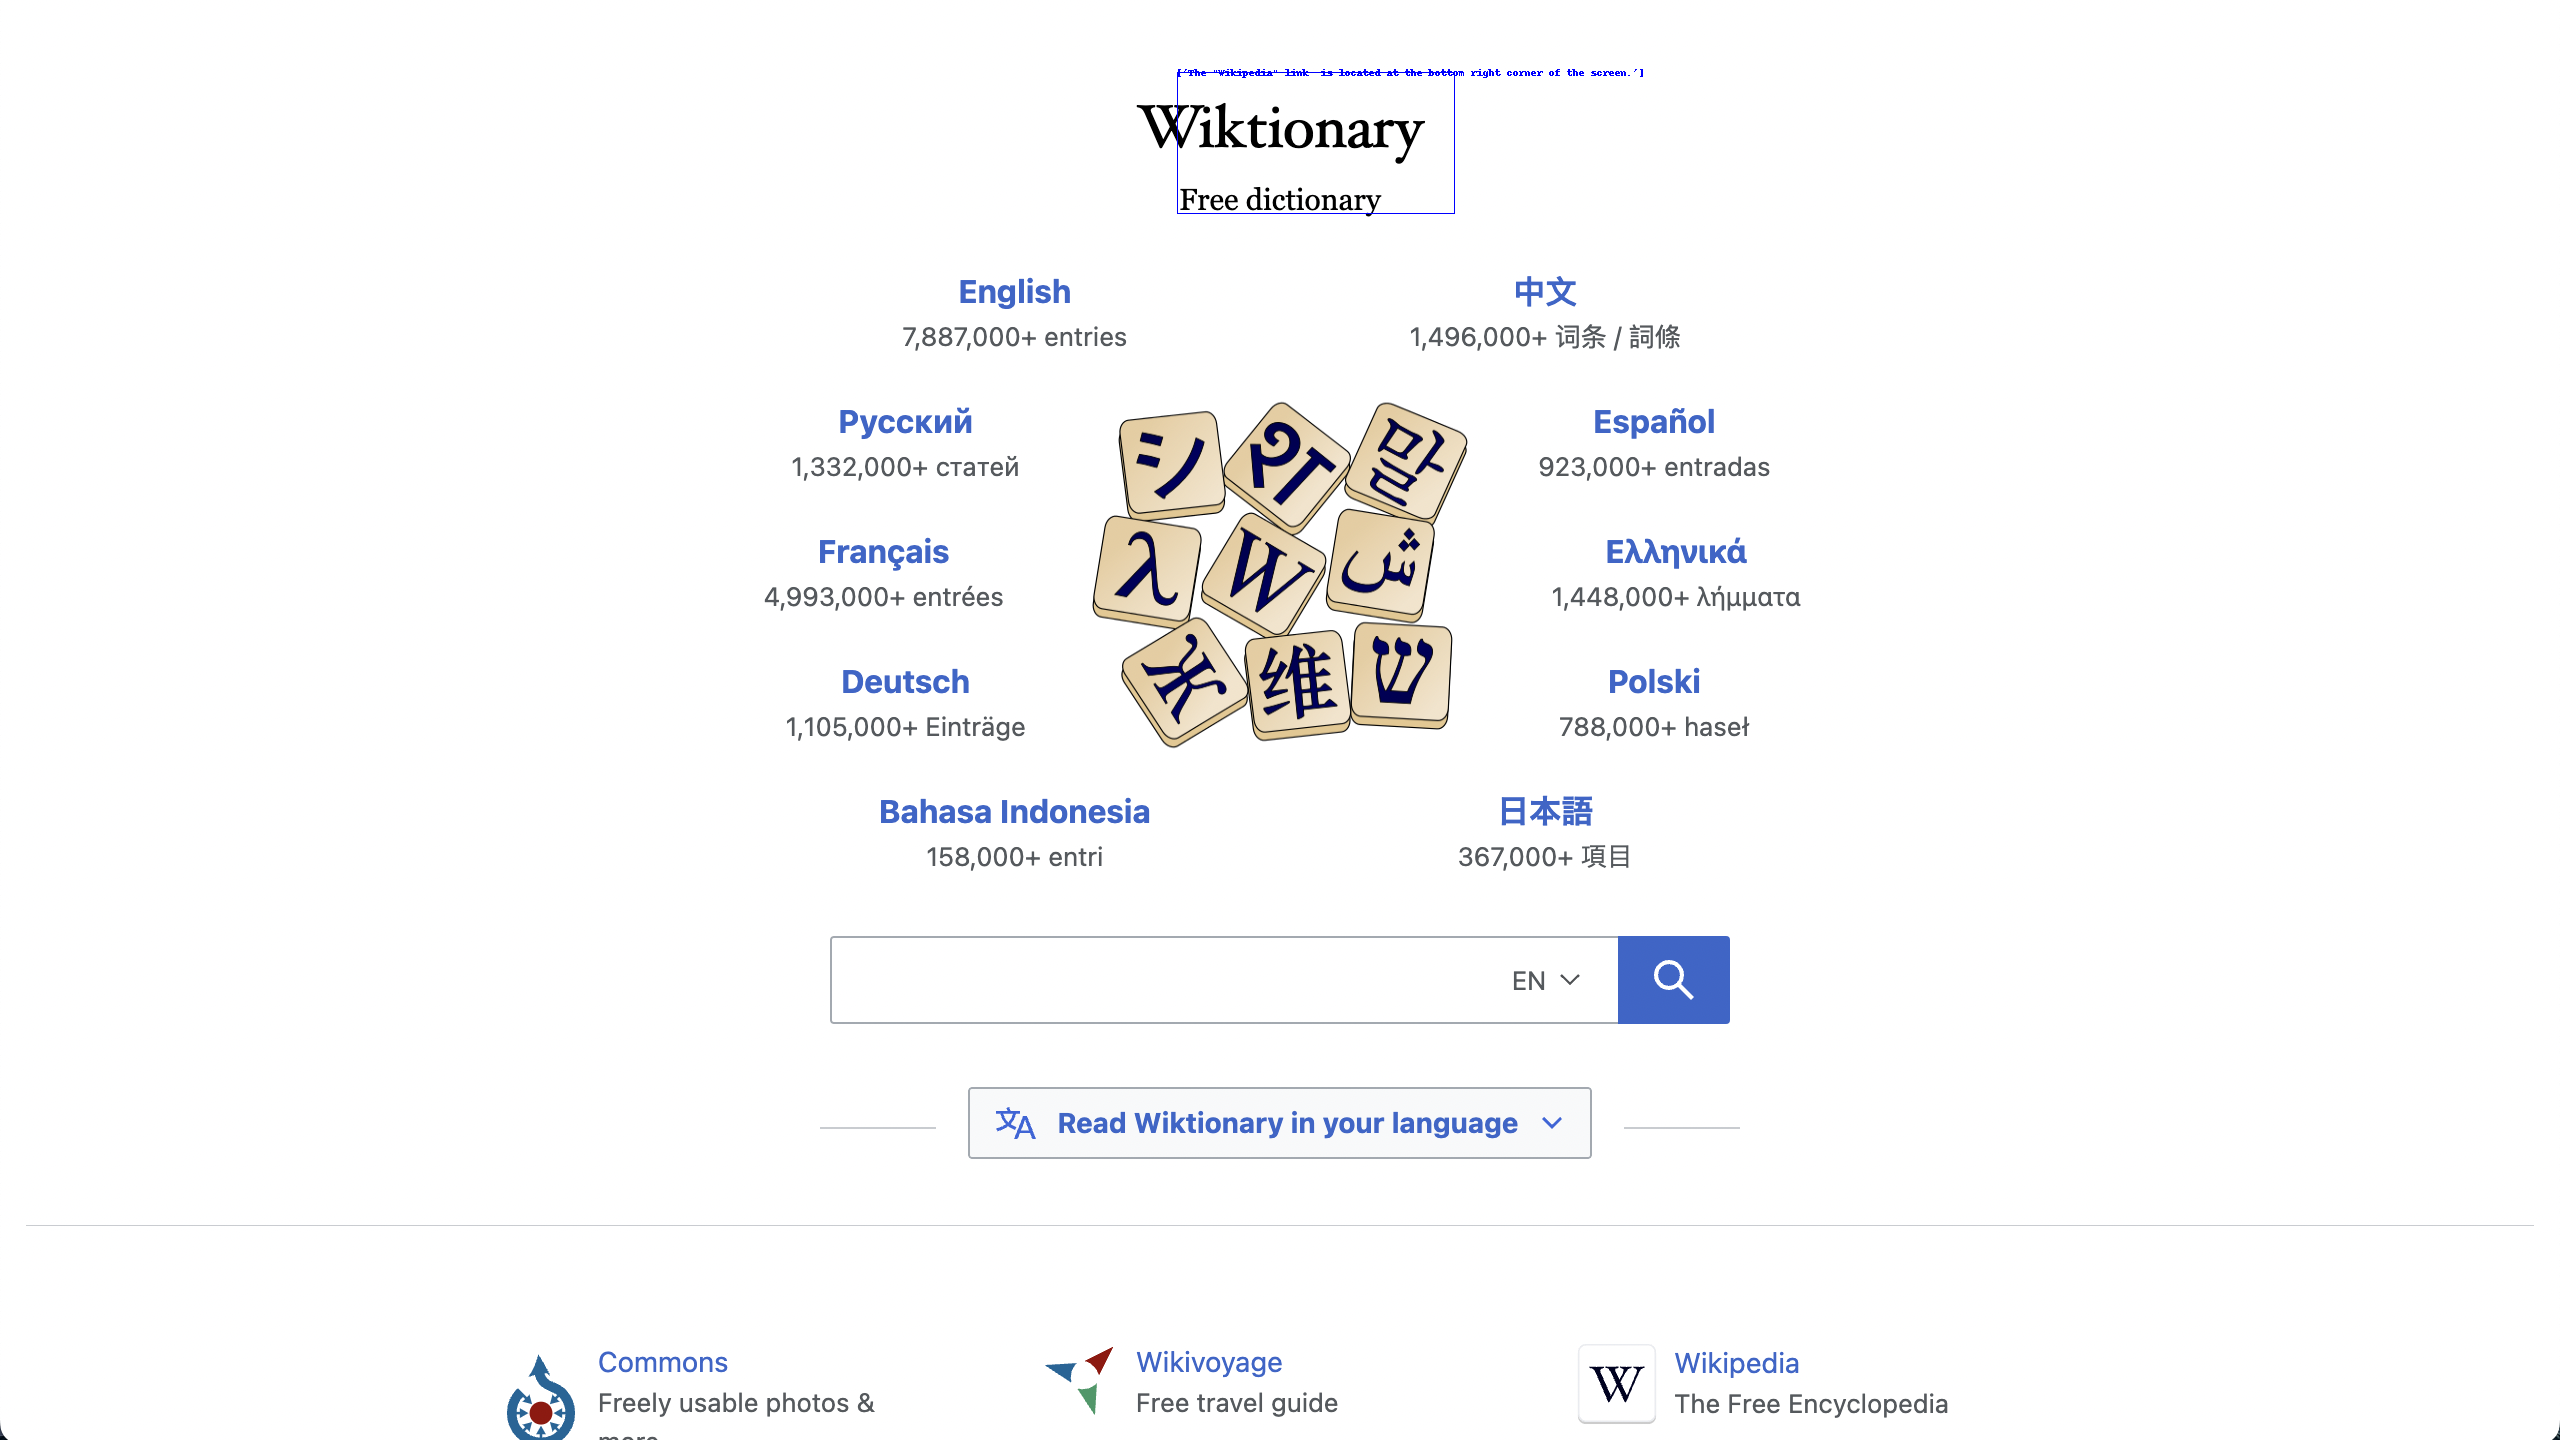 ['The "Wikipedia" link  is located at the bottom right corner of the screen.']
Wiktionary
Free dictionary
English
7,887,000+ entries
中文
1,496,000+ 词条 / 詞條
Русский
1,332,000+ статей
Español
923,000+ entradas
Français
4,993,000+ entrées
Ελληνικά
1,448,000+ λήμματα
Deutsch
1,105,000+ Einträge
Polski
788,000+ haseł
シ
श
말
λ
W
ش
Ж
维
ש
Bahasa Indonesia
158,000+ entri
日本語
367,000+ 項目
EN
文A Read Wiktionary in your language
Commons
Freely usable photos &
Wikivoyage
Free travel guide
W
Wikipedia
The Free Encyclopedia